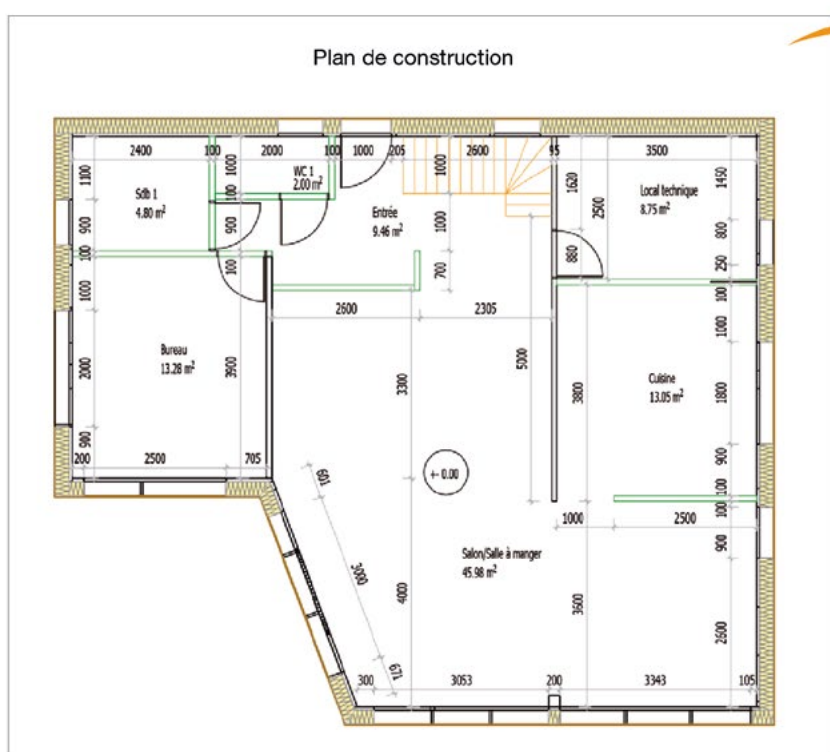 Plan de construction
2400 100 2000 100 1000 205 2600 95 3500
1100
1000
1000
1620
1450
WC 1
2.00 m²
Sdb 1
4.80 m²
Local technique
8.75 m²
2500
100
900
900
Entrée
9.46 m²
1000
800
100
100
700
880
250
100
1000
2600 2305
1000
5000
Bureau
13.28 m²
2000
3900
3300
3800
Cuisine
13.05 m²
1800
900
200 2500 705
+- 0.00
900
601
100
100
1000 2500
3000
Salon/Salle à manger
45.98 m²
900
4000
3600
2600
671
300 3053 200 3343 105